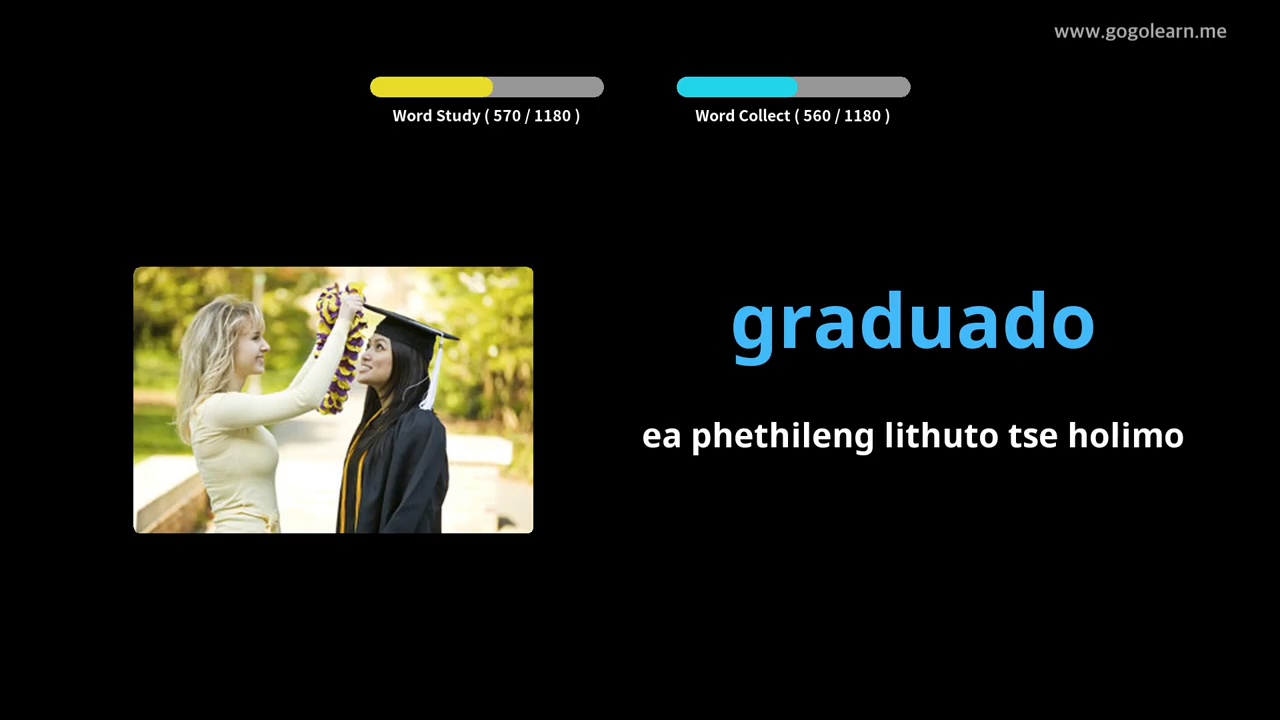 www.gogolearn.me
Word Study ( 570 / 1180 )
Word Collect ( 560 / 1180 )
graduado
ea phethileng lithuto tse holimo